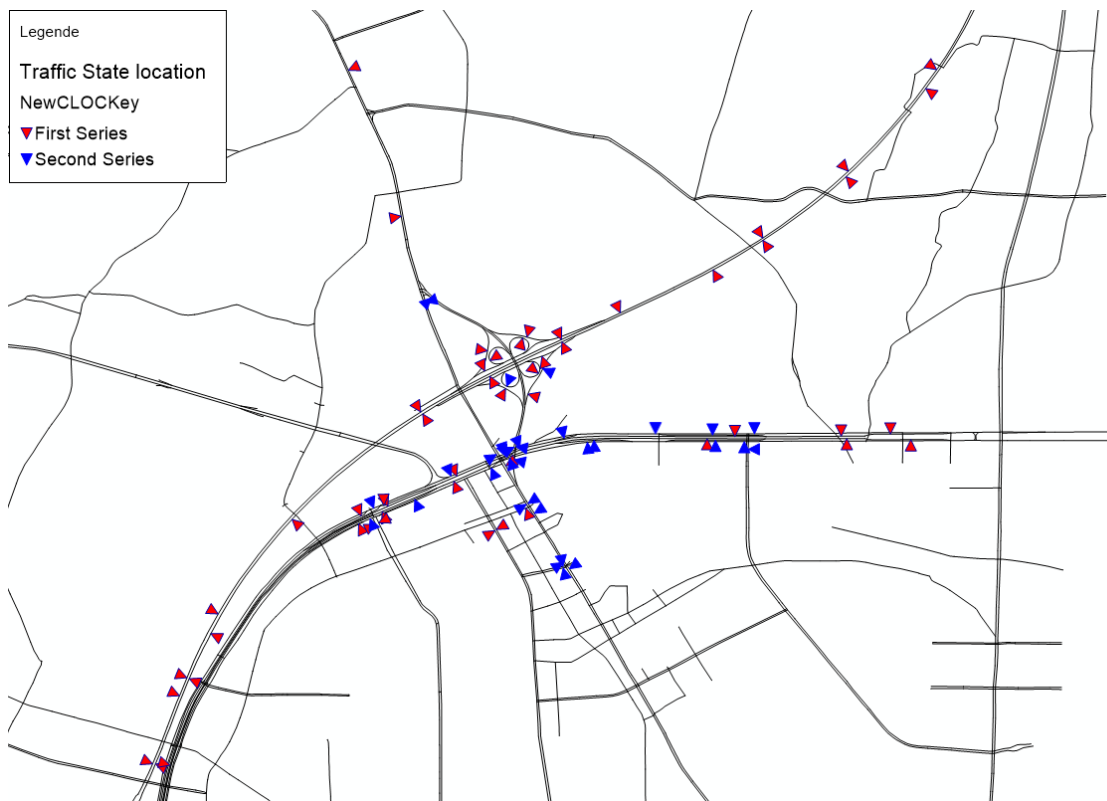 Legende
Traffic State location
NewCLOCKey
First Series
Second Series